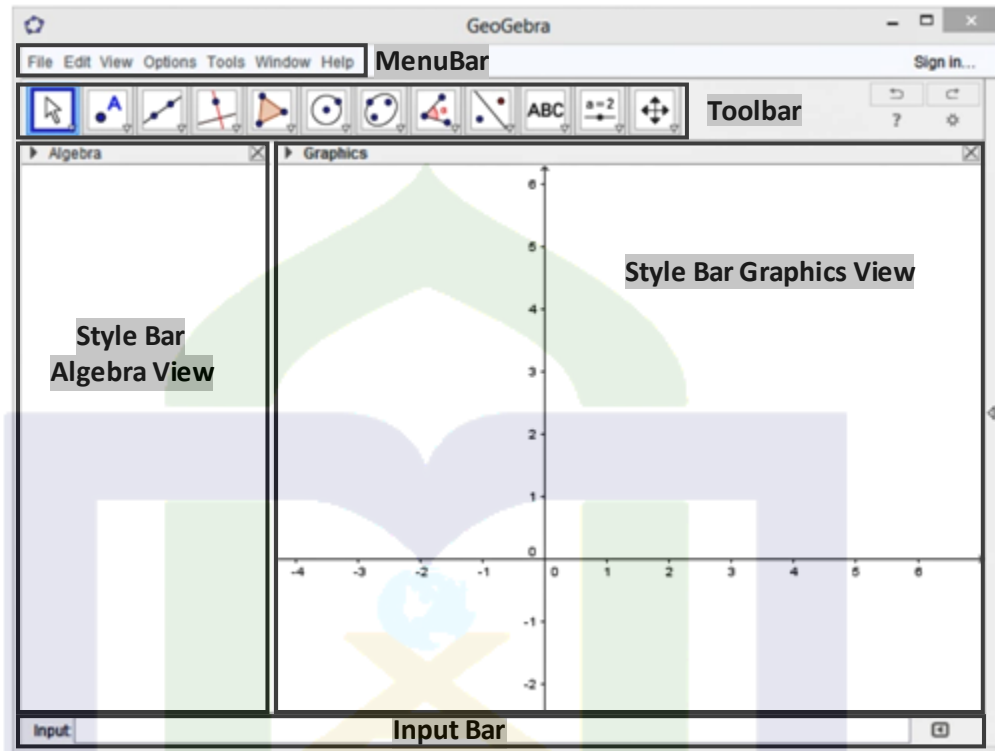 GeoGebra
File Edit View Options Tools Window Help MenuBar Sign in...
A ABC a=2 Toolbar ?
Algebra Graphics
6
5
Style Bar Graphics View
4
Style Bar
Algebra View
3
2
1
0
-4 -3 -2 -1 0 1 2 3 4 5 6
-1
-2
Input: Input Bar